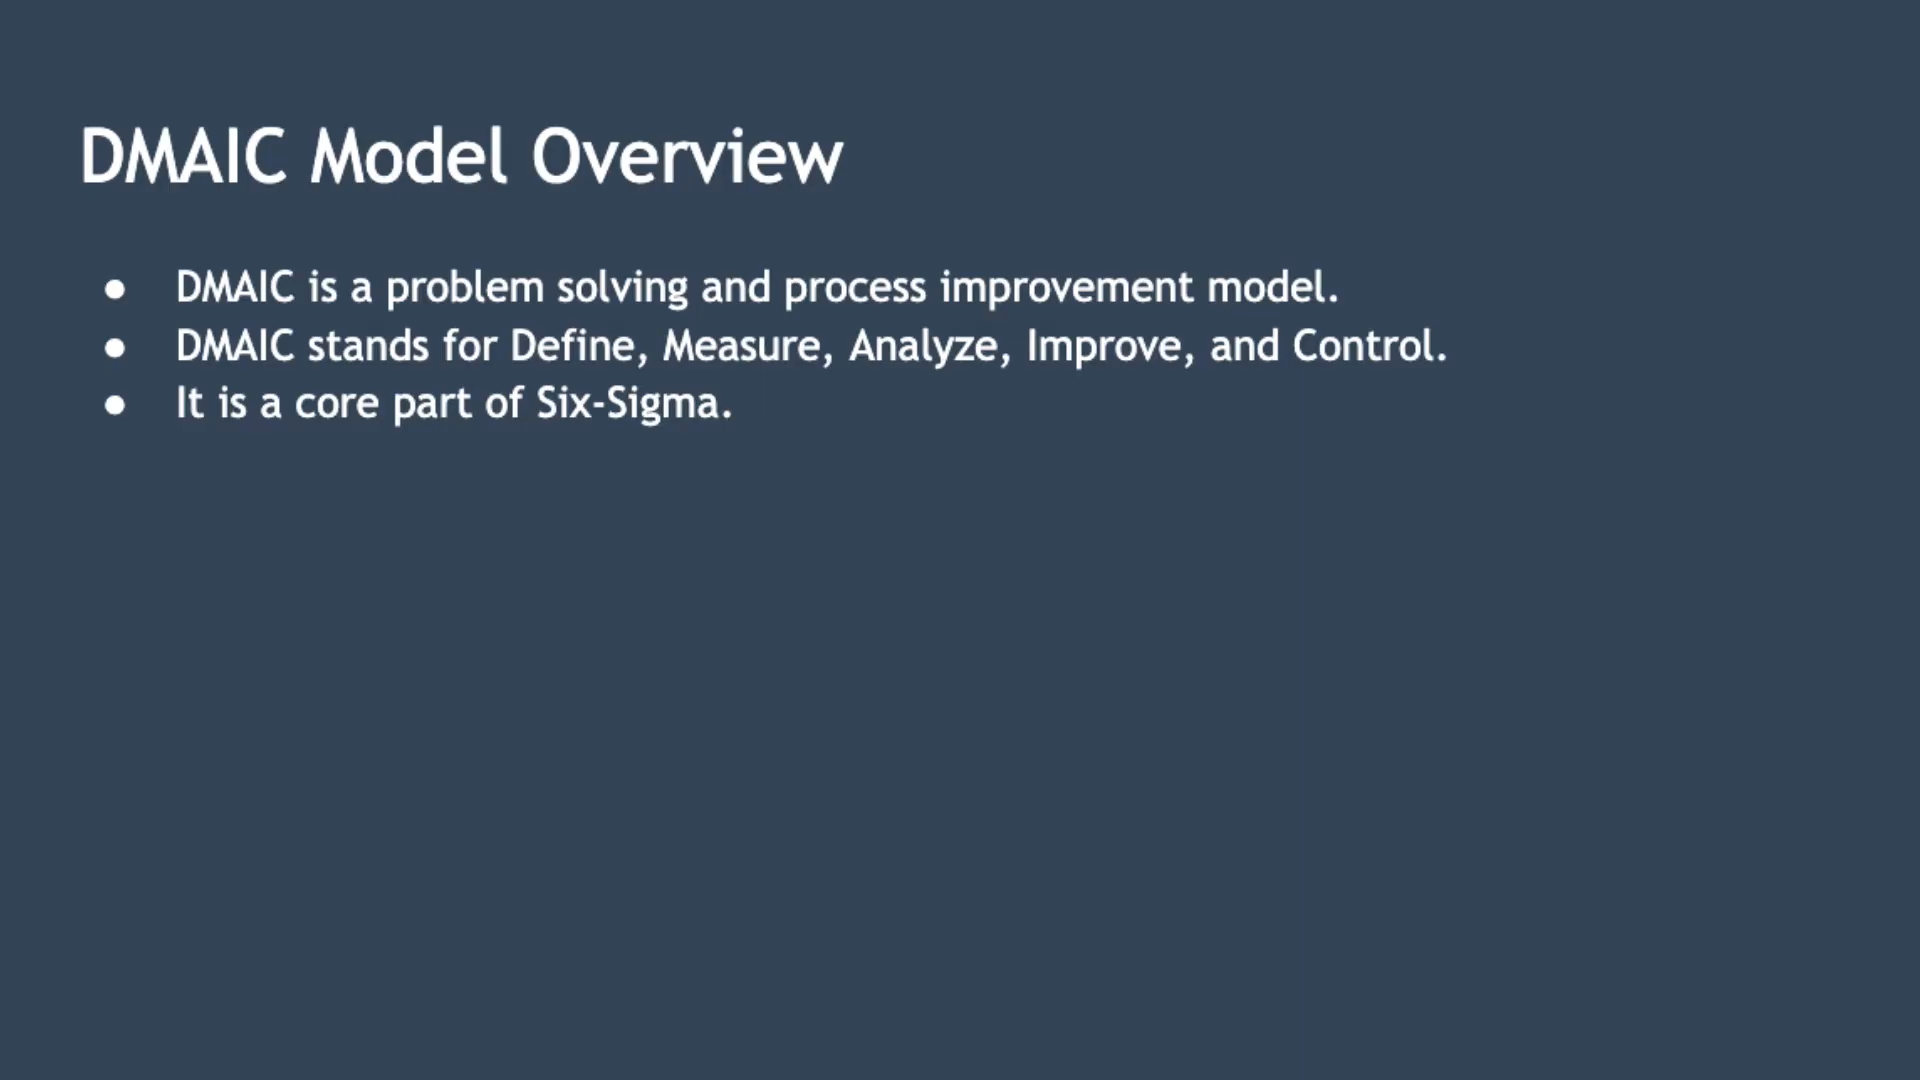 DMAIC Model Overview
● DMAIC is a problem solving and process improvement model.
● DMAIC stands for Define, Measure, Analyze, Improve, and Control.
● It is a core part of Six-Sigma.